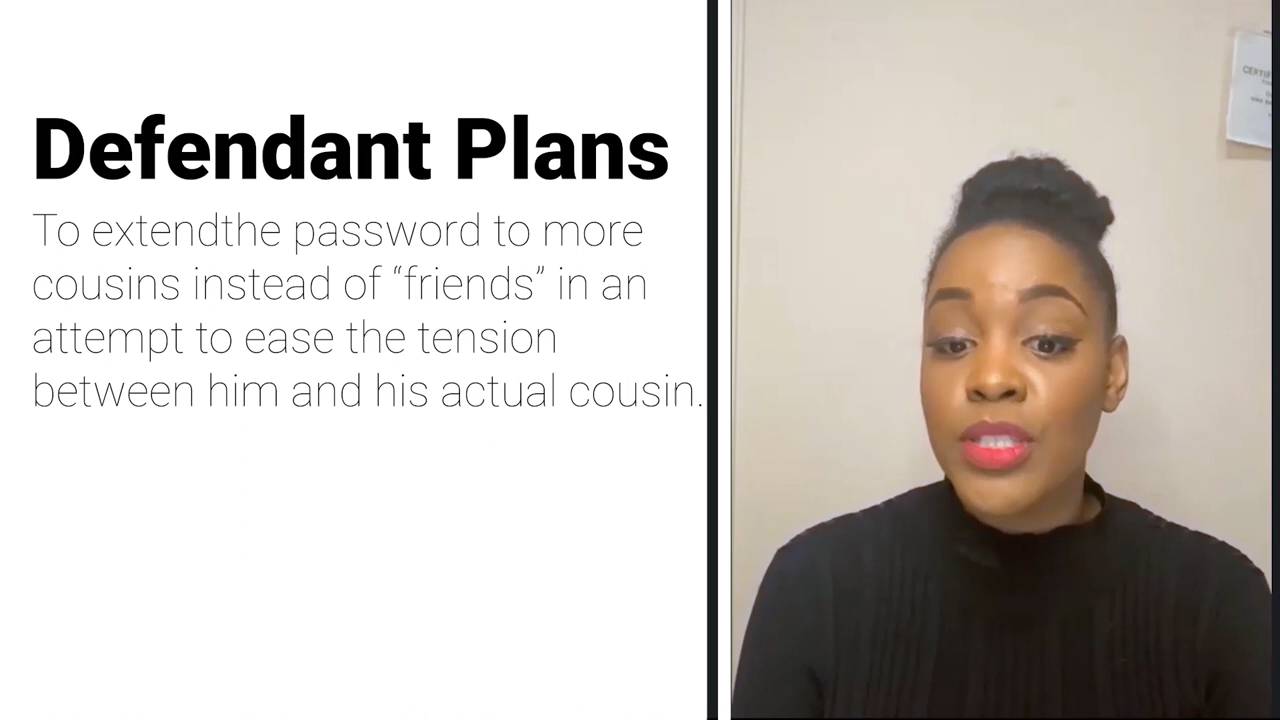 Defendant Plans
To extendthe password to more
cousins instead of “friends” in an
attempt to ease the tension
between him and his actual cousin.